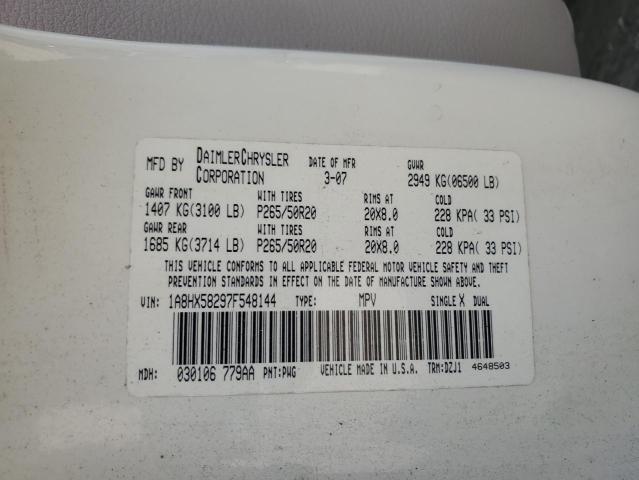 MFD BY DAIMLERCHRYSLER CORPORATION DATE OF MFR 3-07 GVWR 2949 KG(06500 LB)
GAWR FRONT WITH TIRES RIMS AT COLD
1407 KG(3100 LB) P265/50R20 20X8.0 228 KPA( 33 PSI)
GAWR REAR WITH TIRES RIMS AT COLD
1685 KG(3714 LB) P265/50R20 20X8.0 228 KPA( 33 PSI)
THIS VEHICLE CONFORMS TO ALL APPLICABLE FEDERAL MOTOR VEHICLE SAFETY AND THEFT
PREVENTION STANDARDS IN EFFECT ON THE DATE OF MANUFACTURE SHOWN ABOVE.
VIN: 1A8HX58297F548144 TYPE: MPV SINGLE X DUAL
MDH: 030106 779AA PNT:PWG VEHICLE MADE IN U.S.A. TRM:DZJ1 4648503